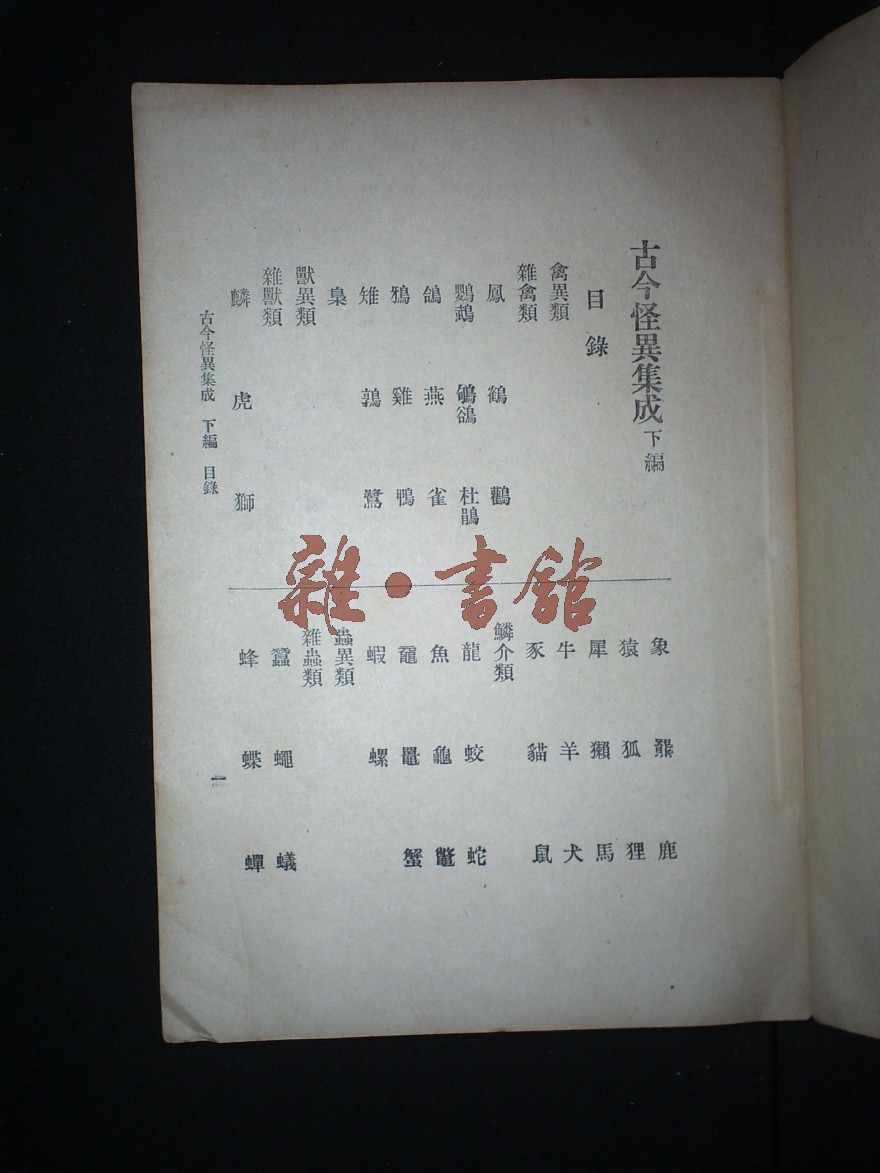 古今怪異集成 下編
目錄
禽異類
雜禽類
鳳 鶴 鸛
鸚鵡 鴝鵒 杜鵑
鴿 燕 雀
鴉 雞 鴨
雉 鶉 鷺
梟
獸異類
雜獸類
麟 虎 獅
象 熊 鹿
猿 狐 狸
犀 獺 馬
牛 羊 犬
豕 貓 鼠
鱗介類
龍 蛟 蛇
魚 龜 鼈
黿 鼉 蟹
蝦 螺
蟲異類
雜蟲類
蠶 蠅 蟻
蜂 蝶 蟬
古今怪異集成 下編 目錄
雜·書館